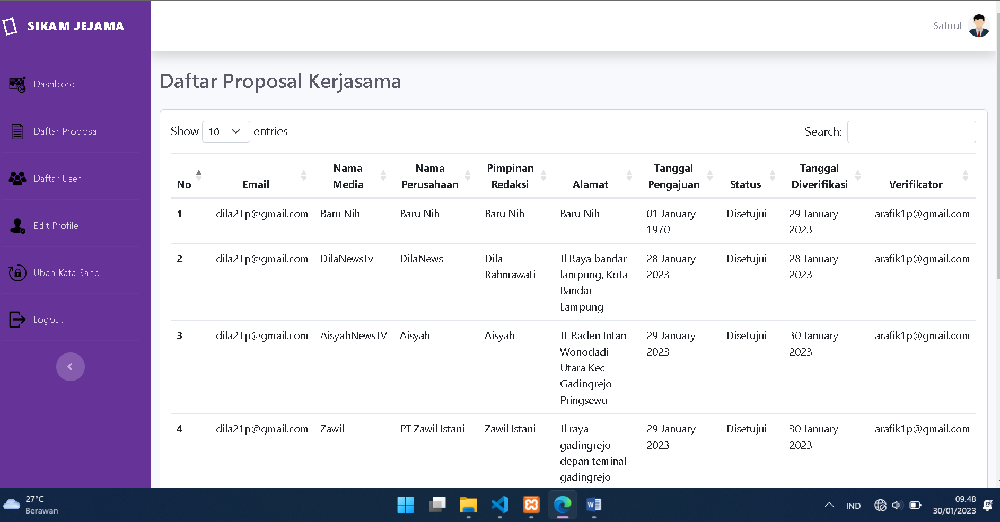 SIKAM JEJAMA
Sahrul
Dashbord
Daftar Proposal
Daftar User
Edit Profile
Ubah Kata Sandi
Logout
Daftar Proposal Kerjasama
Show 10 entries
Search:
No Email Nama Media Nama Perusahaan Pimpinan Redaksi Alamat Tanggal Pengajuan Status Tanggal Diverifikasi Verifikator
1 dila21p@gmail.com Baru Nih Baru Nih Baru Nih Baru Nih 01 January Disetujui 29 January arafik1p@gmail.com
1970 2023
2 dila21p@gmail.com DilaNewsTv DilaNews Dila Jl Raya bandar 28 January Disetujui 28 January arafik1p@gmail.com
Rahmawati lampung, Kota 2023 2023
Bandar
Lampung
3 dila21p@gmail.com AisyahNewsTV Aisyah Aisyah JL Raden Intan 29 January Disetujui 30 January arafik1p@gmail.com
Wonodadi 2023 2023
Utara Kec
Gadingrejo
Pringsewu
4 dila21p@gmail.com Zawil PT Zawil Istani Zawil Istani Jl raya 29 January Disetujui 30 January arafik1p@gmail.com
gadingrejo 2023 2023
depan teminal
gadingrejo
27°C
Berawan
IND
09.48
30/01/2023